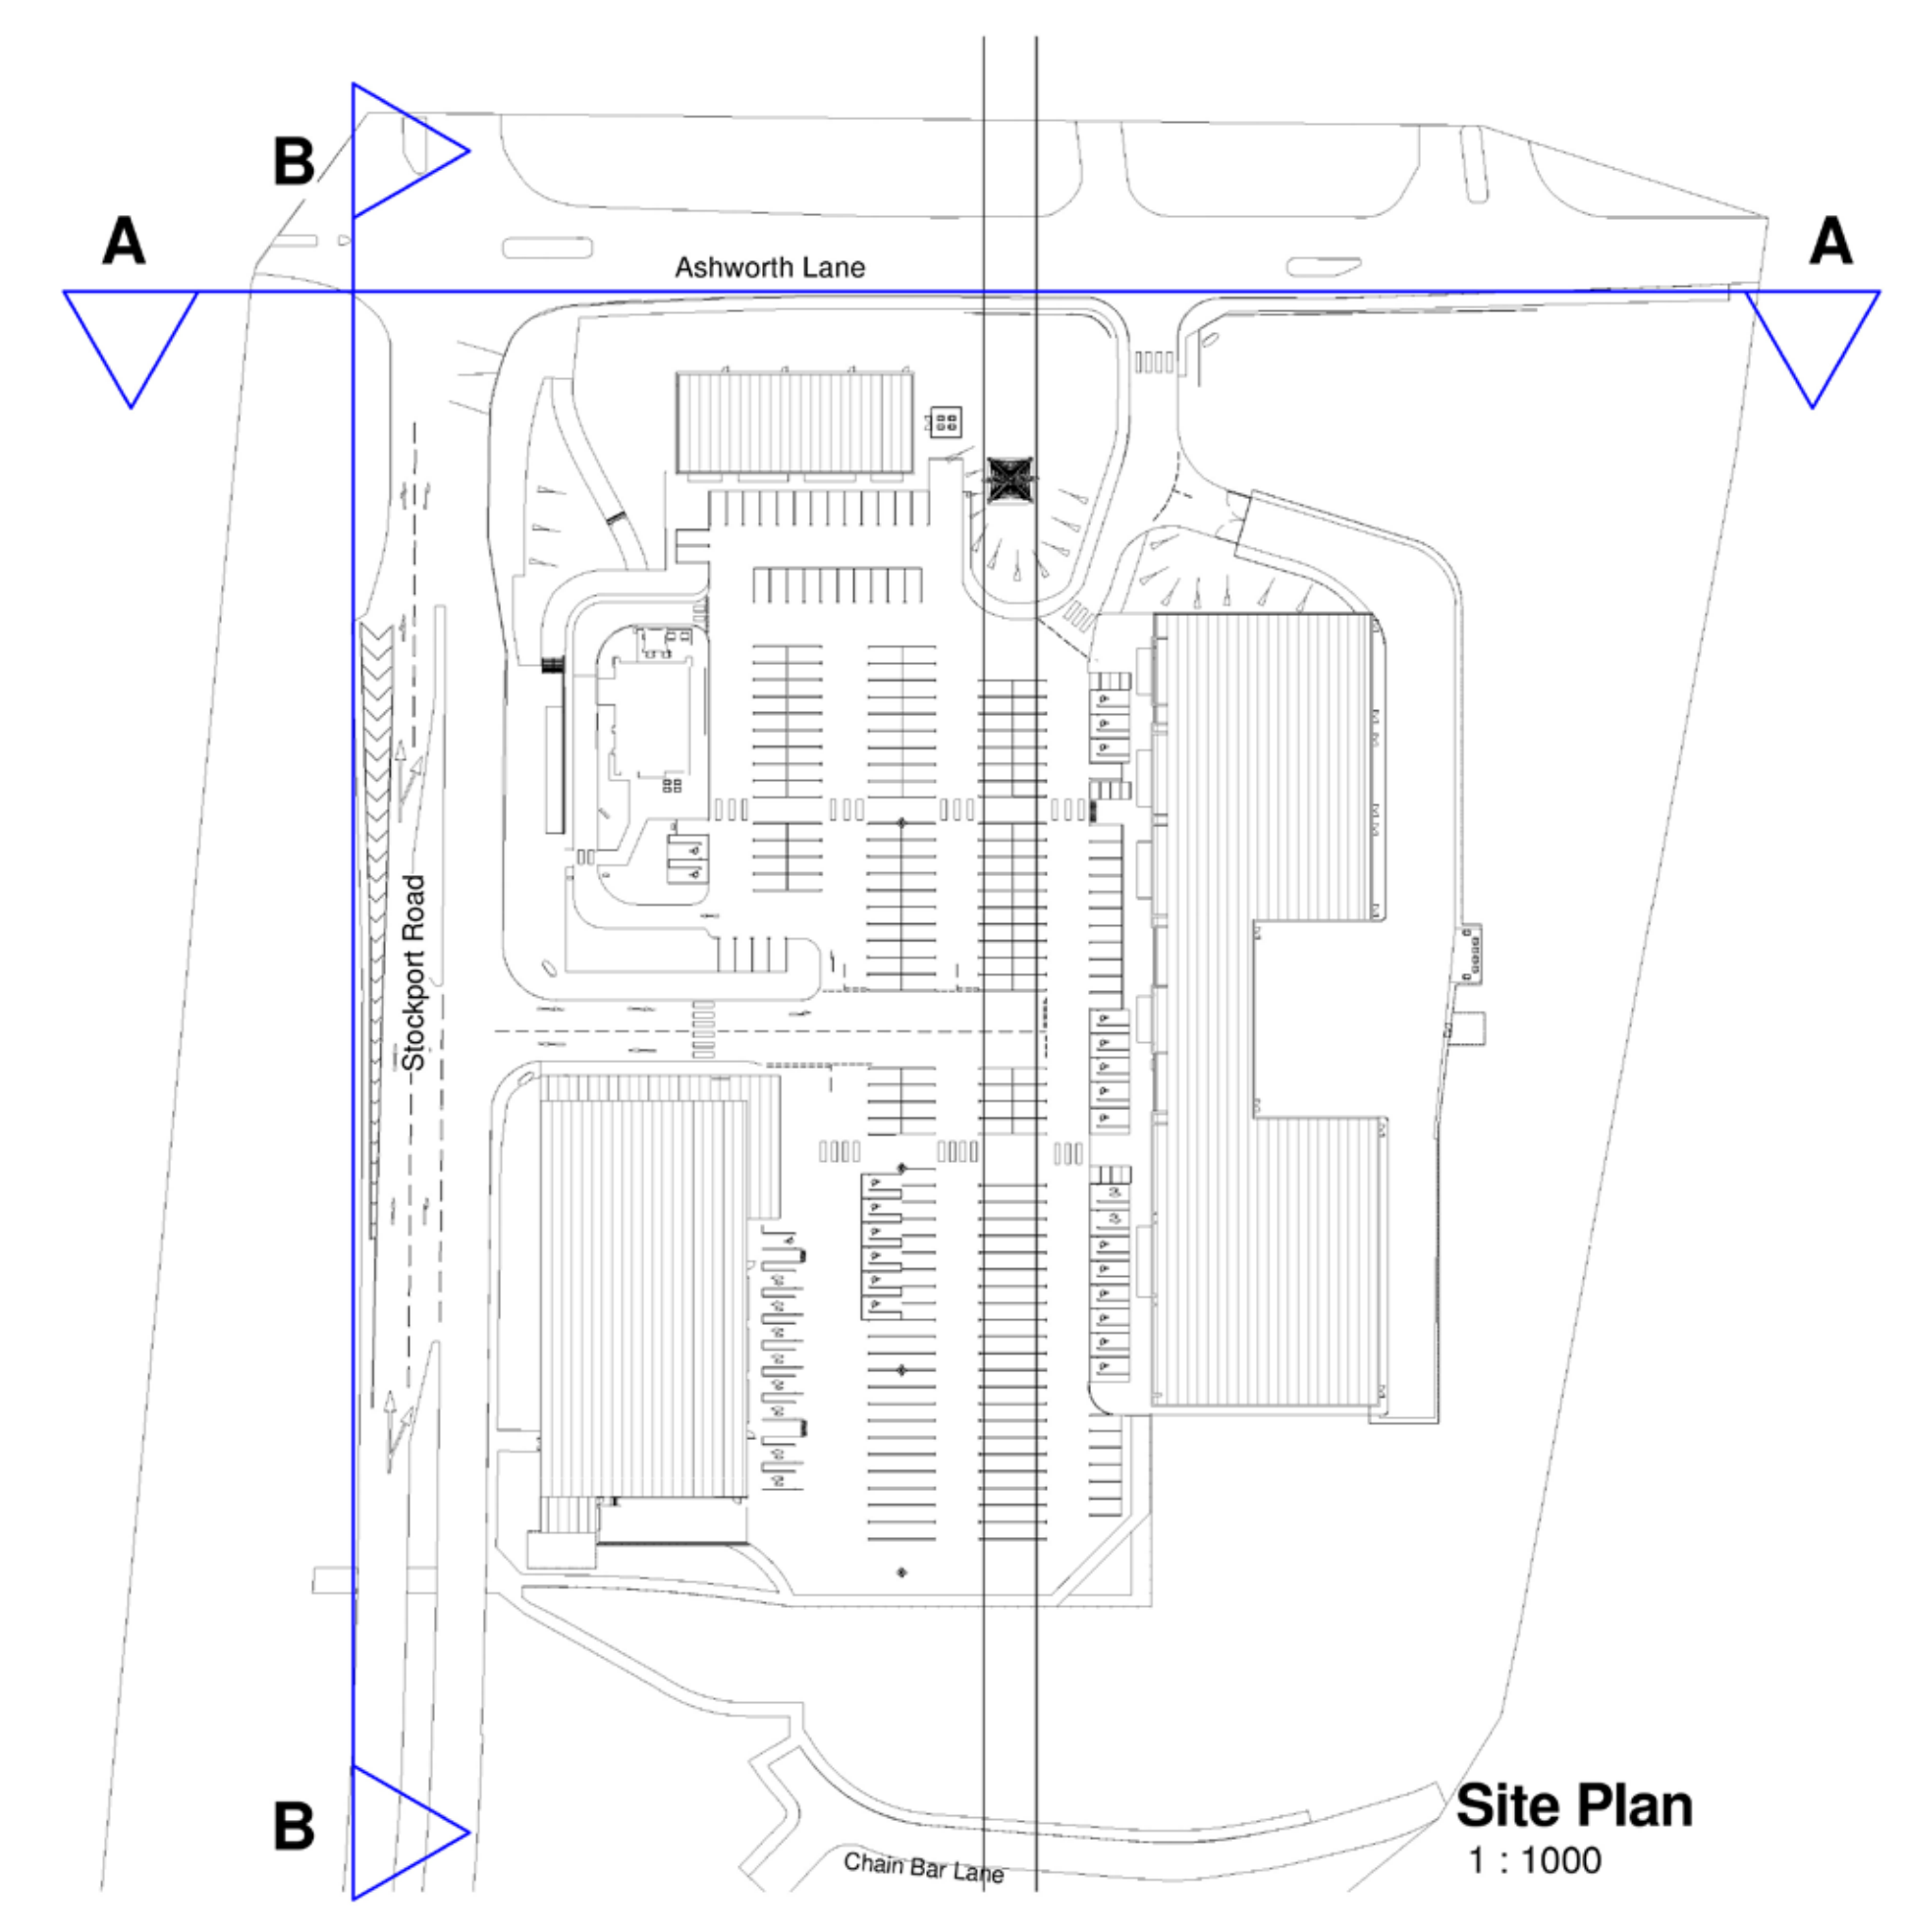 B
A
A
Ashworth Lane
Stockport Road
B
Site Plan
1 : 1000
Chain Bar Lane